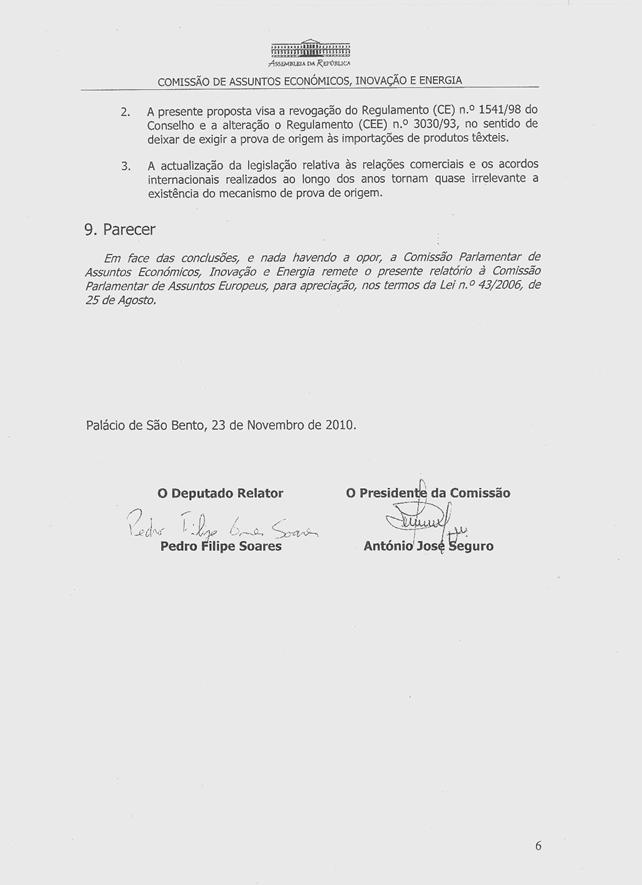 ASSEMBLEIA DA REPÚBLICA
COMISSÃO DE ASSUNTOS ECONÓMICOS, INOVAÇÃO E ENERGIA
2. A presente proposta visa a revogação do Regulamento (CE) n.º 1541/98 do
Conselho e a alteração o Regulamento (CEE) n.º 3030/93, no sentido de
deixar de exigir a prova de origem às importações de produtos têxteis.
3. A actualização da legislação relativa às relações comerciais e os acordos
internacionais realizados ao longo dos anos tornam quase irrelevante a
existência do mecanismo de prova de origem.
9. Parecer
Em face das conclusões, e nada havendo a opor, a Comissão Parlamentar de
Assuntos Económicos, Inovação e Energia remete o presente relatório à Comissão
Parlamentar de Assuntos Europeus, para apreciação, nos termos da Lei n.º 43/2006, de
25 de Agosto.
Palácio de São Bento, 23 de Novembro de 2010.
O Deputado Relator O Presidente da Comissão
Pedro Filipe Soares
Pedro Filipe Soares António José Seguro
6